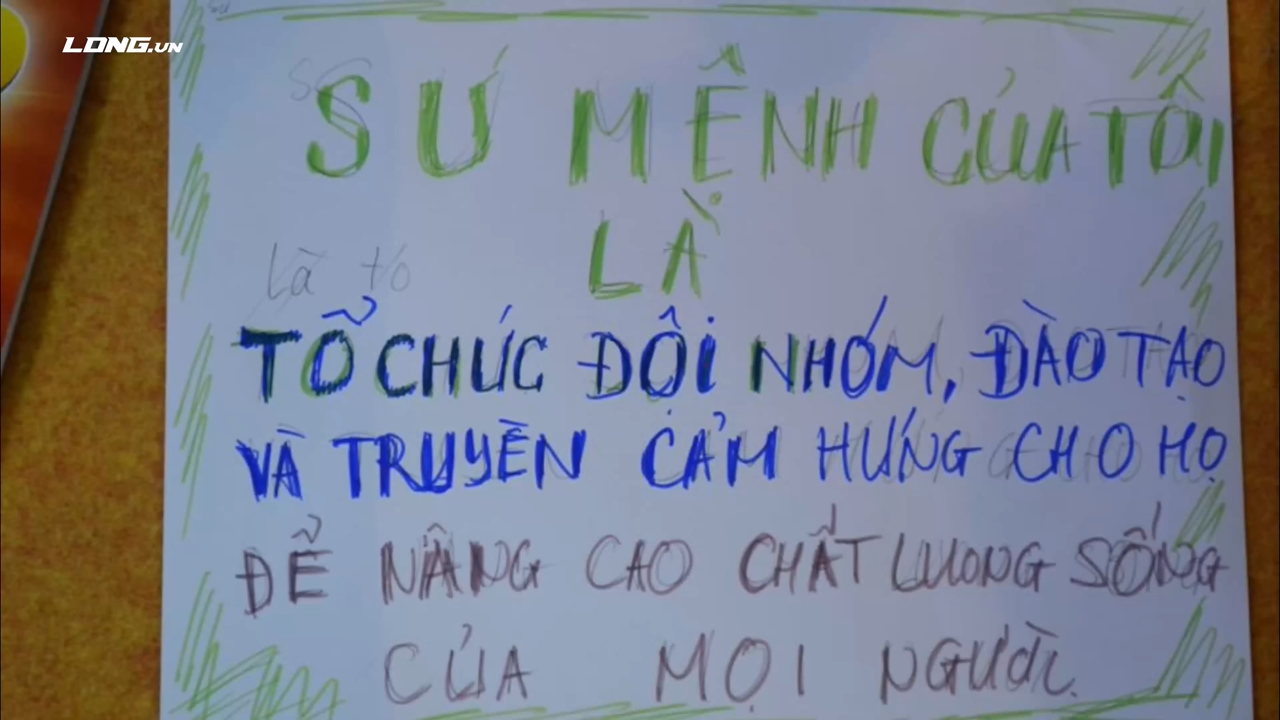 LONG.VN
SỨ MỆNH CỦA TÔI
LÀ
là to
TỔ CHỨC ĐỘI NHÓM, ĐÀO TẠO
VÀ TRUYỀN CẢM HỨNG CHO HỌ
ĐỂ NÂNG CAO CHẤT LƯỢNG SỐNG
CỦA MỌI NGƯỜI.